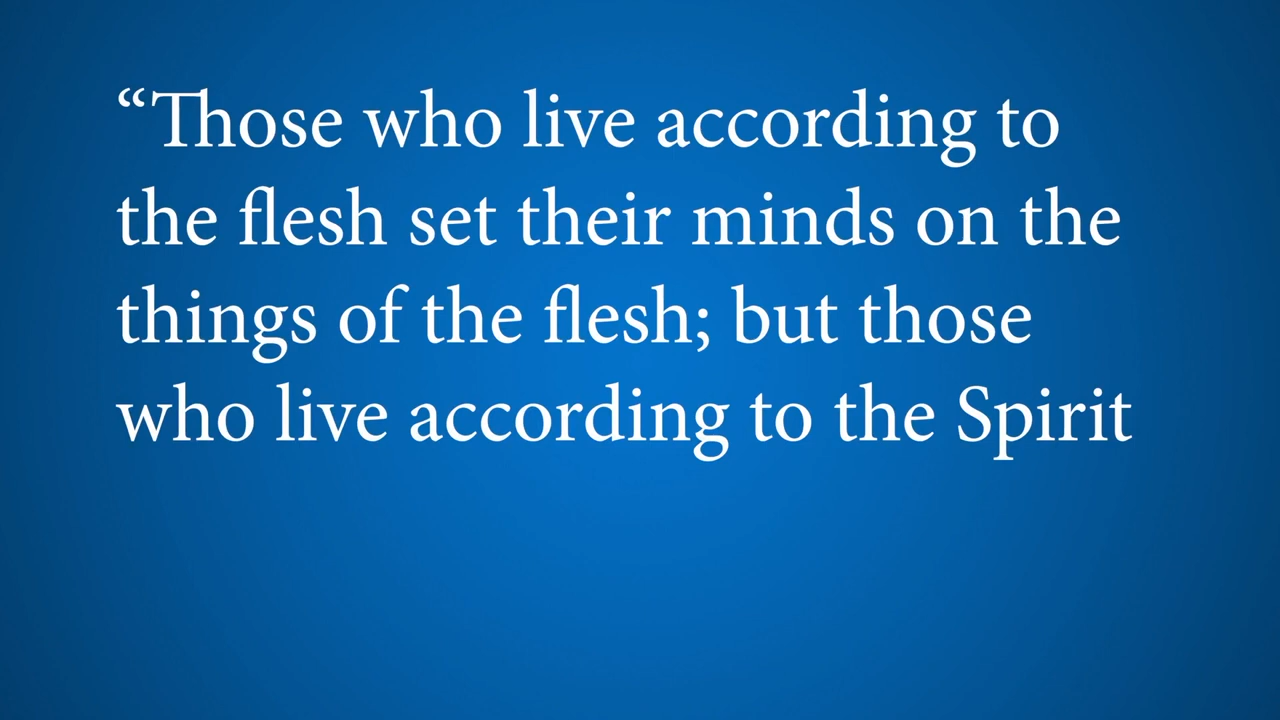 “Those who live according to
the flesh set their minds on the
things of the flesh; but those
who live according to the Spirit